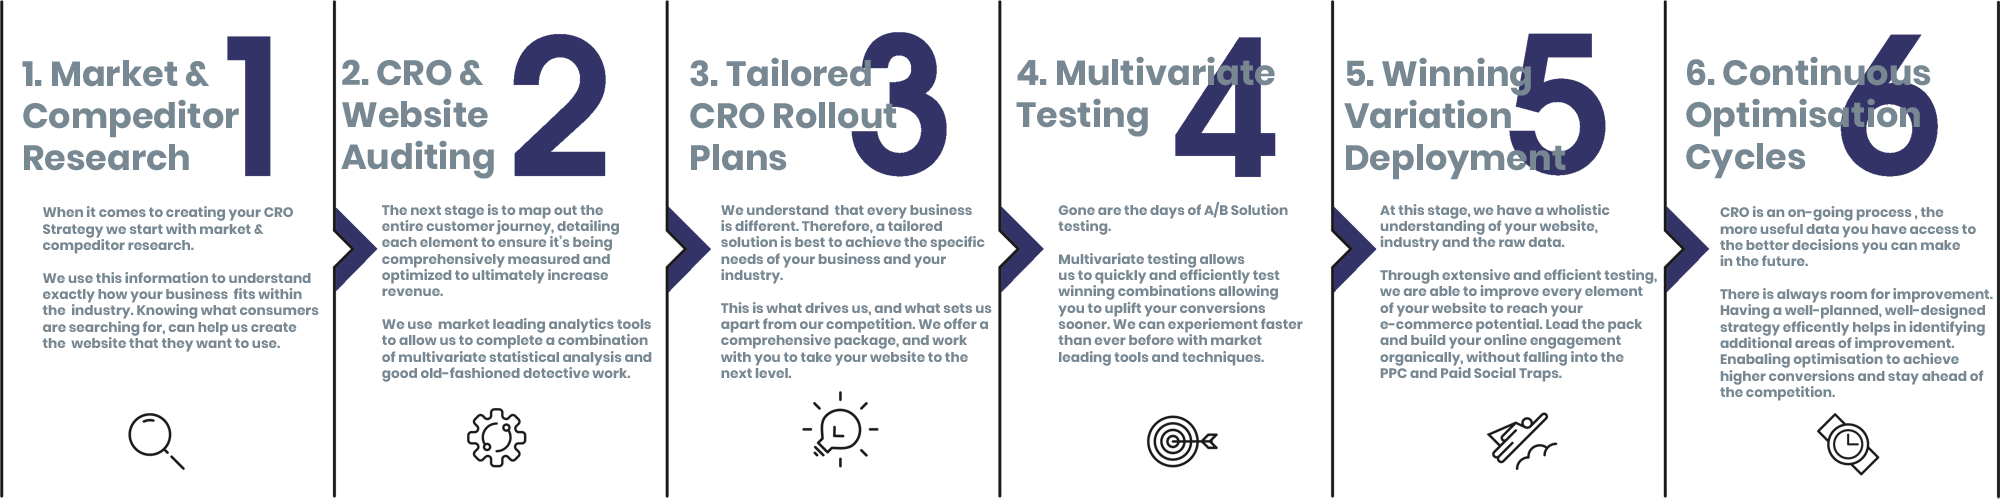 1. Market &
Compeditor
Research
1
When it comes to creating your CRO
Strategy we start with market &
compeditor research.
We use this information to understand
exactly how your business fits within
the industry. Knowing what consumers
are searching for, can help us create
the website that they want to use.
2. CRO &
Website
Auditing
2
The next stage is to map out the
entire customer journey, detailing
each element to ensure it's being
comprehensively measured and
optimized to ultimately increase
revenue.
We use market leading analytics tools
to allow us to complete a combination
of multivariate statistical analysis and
good old-fashioned detective work.
3. Tailored
CRO Rollout
Plans
3
We understand that every business
is different. Therefore, a tailored
solution is best to achieve the specific
needs of your business and your
industry.
This is what drives us, and what sets us
apart from our competition. We offer a
comprehensive package, and work
with you to take your website to the
next level.
4. Multivariate
Testing
4
Gone are the days of A/B Solution
testing.
Multivariate testing allows
us to quickly and efficiently test
winning combinations allowing
you to uplift your conversions
sooner. We can experiement faster
than ever before with market
leading tools and techniques.
5. Winning
Variation
Deployment
5
At this stage, we have a wholistic
understanding of your website,
industry and the raw data.
Through extensive and efficient testing,
we are able to improve every element
of your website to reach your
e-commerce potential. Lead the pack
and build your online engagement
organically, without falling into the
PPC and Paid Social Traps.
6. Continuous
Optimisation
Cycles
6
CRO is an on-going process , the
more useful data you have access to
the better decisions you can make
in the future.
There is always room for improvement.
Having a well-planned, well-designed
strategy efficently helps in identifying
additional areas of improvement.
Enabaling optimisation to achieve
higher conversions and stay ahead of
the competition.